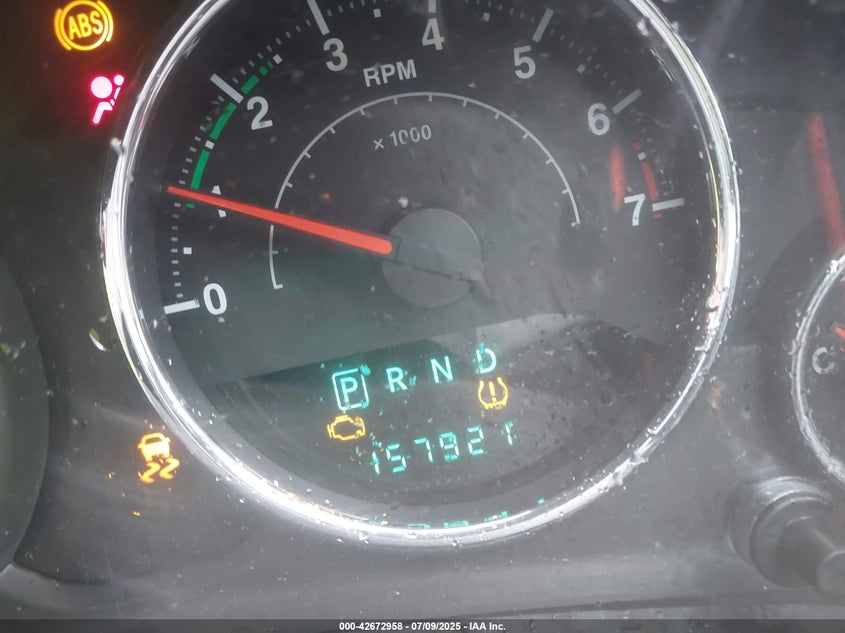 ABS
0 1 2 3 4 5 6 7
RPM
x 1000
P R N D
157921
C
000-42672958 - 07/09/2025 - IAA Inc.